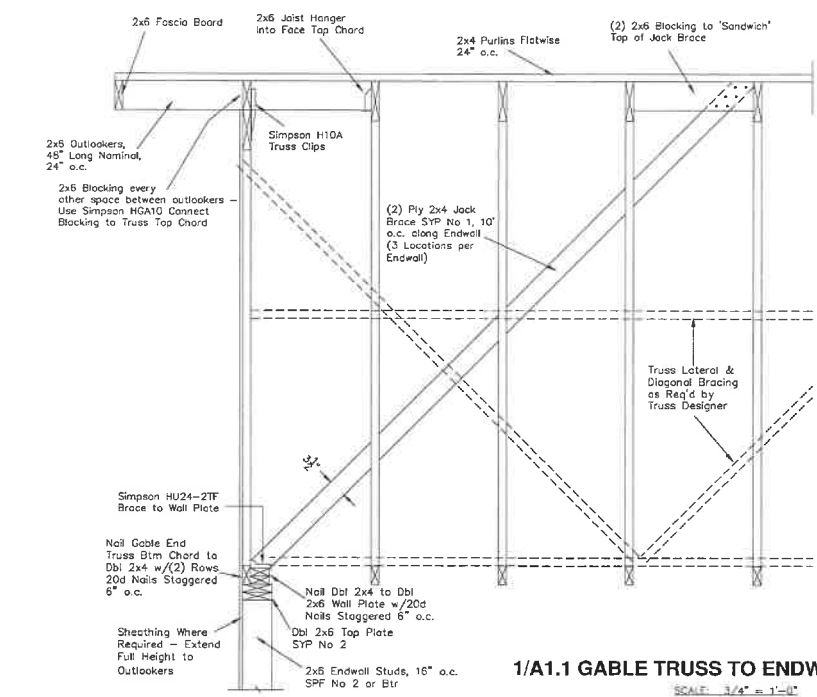 2x6 Fascia Board
2x6 Joist Hanger
into Face Top Chord
2x4 Purlins Flatwise
24" o.c.
(2) 2x6 Blocking to 'Sandwich'
Top of Jack Brace
Simpson H10A
Truss Clips
2x6 Outlookers,
48" Long Nominal,
24" o.c.
2x6 Blocking every
other space between outlookers –
Use Simpson HGA10 Connect
Blocking to Truss Top Chord
(2) Ply 2x4 Jack
Brace SYP No 1, 10'
o.c. along Endwall
(3 Locations per
Endwall)
Truss Lateral &
Diagonal Bracing
as Req'd by
Truss Designer
3½"
Simpson HU24-2TF
Brace to Wall Plate
Nail Gable End
Truss Btm Chord to
Dbl 2x4 w/(2) Rows
20d Nails Staggered
6" o.c.
Nail Dbl 2x4 to Dbl
2x6 Wall Plate w/20d
Nails Staggered 6" o.c.
Dbl 2x6 Top Plate
SYP No 2
Sheathing Where
Required – Extend
Full Height to
Outlookers
2x6 Endwall Studs, 16" o.c.
SPF No 2 or Btr
1/A1.1 GABLE TRUSS TO ENDW
SCALE: 3/4" = 1'-0"